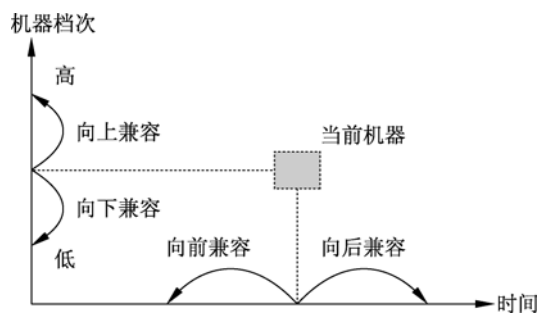 机器档次
高
向上兼容
当前机器
向下兼容
低
向前兼容
向后兼容
时间